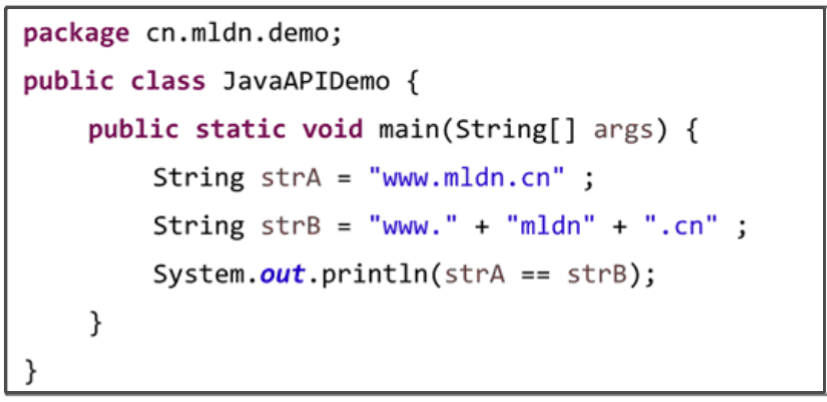 package cn.mldn.demo;
public class JavaAPIDemo {
public static void main(String[] args) {
String strA = "www.mldn.cn" ;
String strB = "www." + "mldn" + ".cn" ;
System.out.println(strA == strB);
}
}